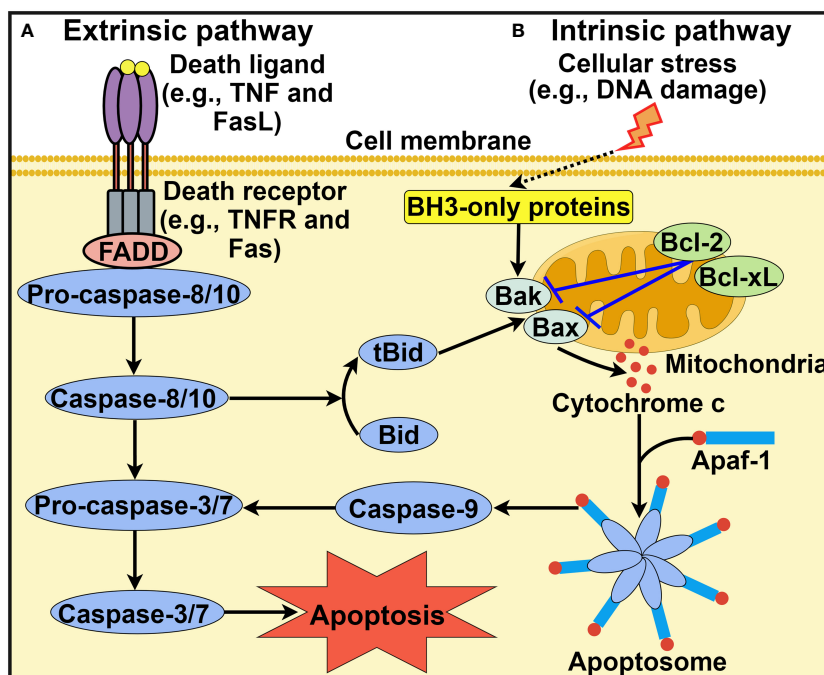 A Extrinsic pathway
Death ligand
(e.g., TNF and
FasL)
Death receptor
(e.g., TNFR and
Fas)
FADD
Pro-caspase-8/10
Caspase-8/10
Pro-caspase-3/7
Caspase-3/7
tBid
Bid
Caspase-9
Apoptosis
Cell membrane
B Intrinsic pathway
Cellular stress
(e.g., DNA damage)
BH3-only proteins
Bcl-2
Bcl-xL
Bak
Bax
Mitochondria
Cytochrome c
Apaf-1
Apoptosome